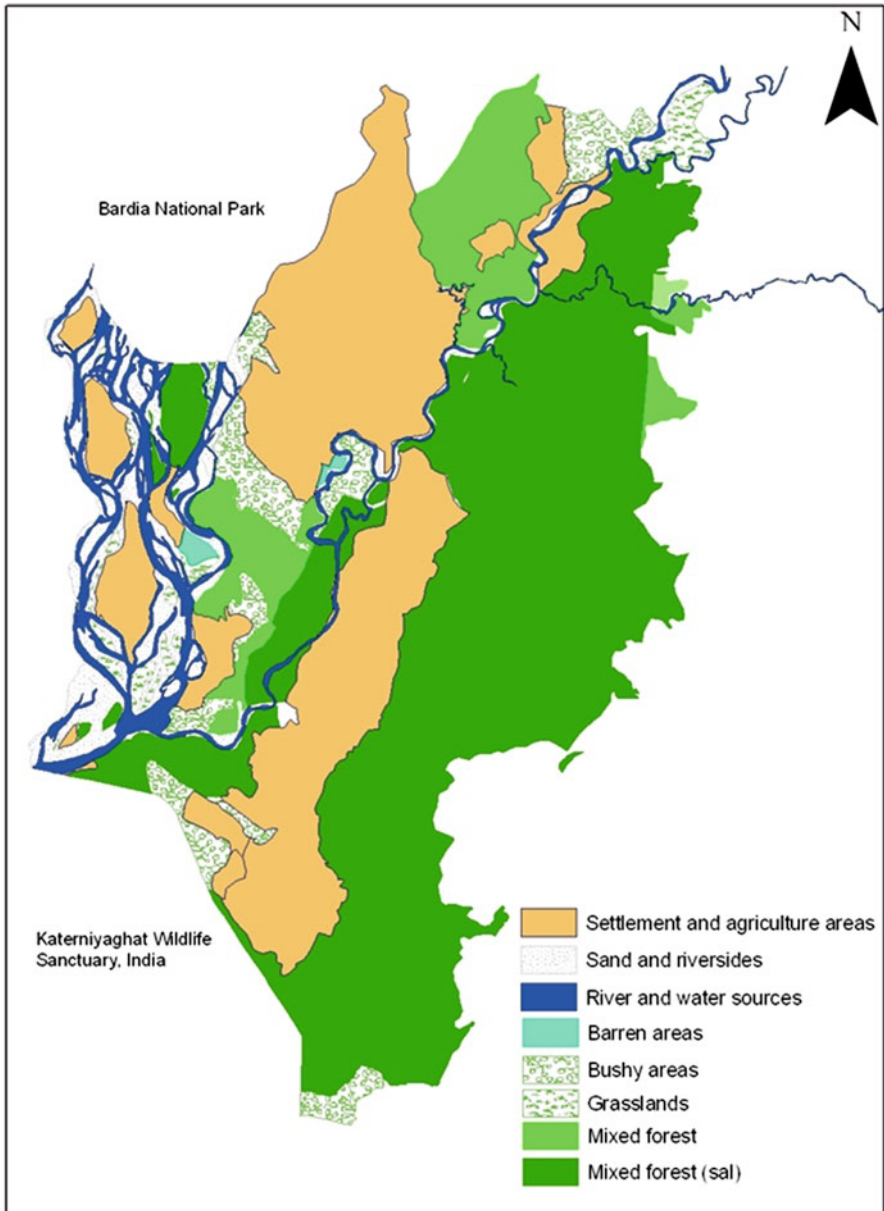 N
Bardia National Park
Katerniyaghat Wildlife
Sanctuary, India
Settlement and agriculture areas
Sand and riversides
River and water sources
Barren areas
Bushy areas
Grasslands
Mixed forest
Mixed forest (sal)